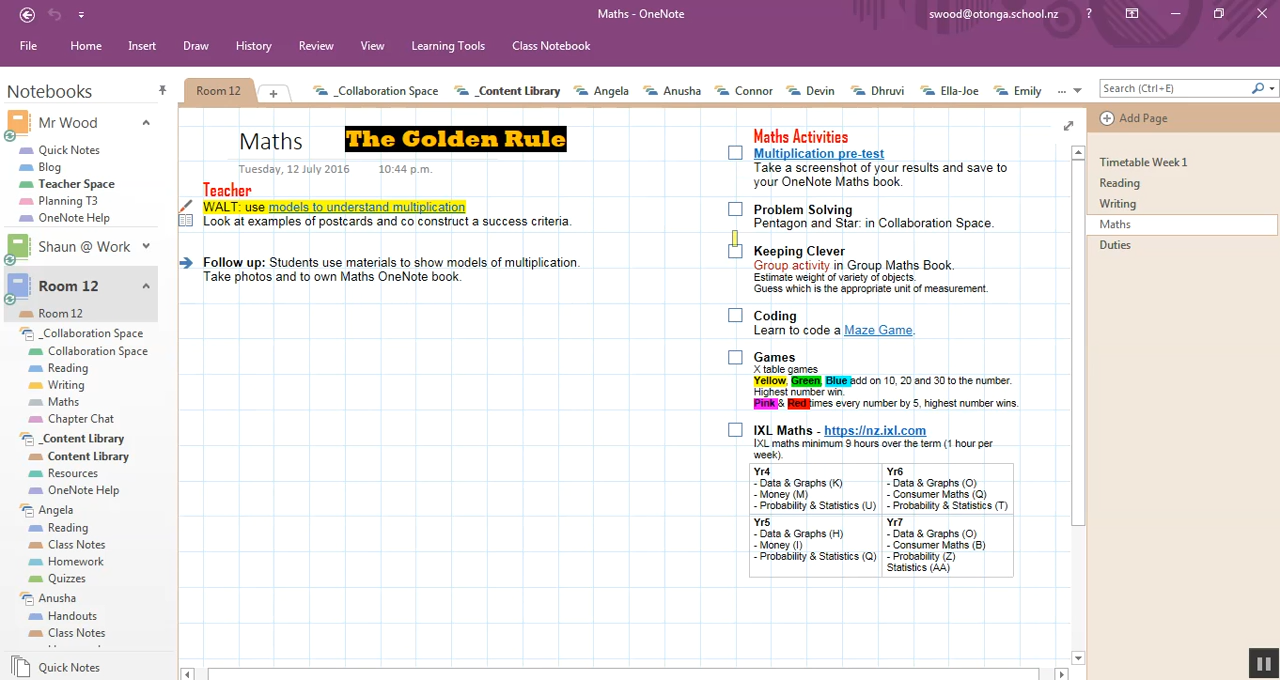 Maths - OneNote
swood@otonga.school.nz
?
File
Home
Insert
Draw
History
Review
View
Learning Tools
Class Notebook
Notebooks
Mr Wood
Quick Notes
Blog
Teacher Space
Planning T3
OneNote Help
Shaun @ Work
Room 12
Room 12
_Collaboration Space
Collaboration Space
Reading
Writing
Maths
Chapter Chat
_Content Library
Content Library
Resources
OneNote Help
Angela
Reading
Class Notes
Homework
Quizzes
Anusha
Handouts
Class Notes
Quick Notes
Room 12
+
_Collaboration Space
_Content Library
Angela
Anusha
Connor
Devin
Dhruvi
Ella-Joe
Emily
...
Search (Ctrl+E)
Maths
The Golden Rule
Tuesday, 12 July 2016 10:44 p.m.
Teacher
WALT: use models to understand multiplication
Look at examples of postcards and co construct a success criteria.
Follow up: Students use materials to show models of multiplication.
Take photos and to own Maths OneNote book.
Maths Activities
Multiplication pre-test
Take a screenshot of your results and save to
your OneNote Maths book.
Problem Solving
Pentagon and Star: in Collaboration Space.
Keeping Clever
Group activity in Group Maths Book.
Estimate weight of variety of objects.
Guess which is the appropriate unit of measurement.
Coding
Learn to code a Maze Game.
Games
X table games
Yellow, Green, Blue add on 10, 20 and 30 to the number.
Highest number win.
Pink & Red times every number by 5, highest number wins.
IXL Maths - https://nz.ixl.com
IXL maths minimum 9 hours over the term (1 hour per
week).
Yr4
- Data & Graphs (K)
- Money (M)
- Probability & Statistics (U)
Yr6
- Data & Graphs (O)
- Consumer Maths (Q)
- Probability & Statistics (T)
Yr5
- Data & Graphs (H)
- Money (I)
- Probability & Statistics (Q)
Yr7
- Data & Graphs (O)
- Consumer Maths (B)
- Probability (Z)
Statistics (AA)
Add Page
Timetable Week 1
Reading
Writing
Maths
Duties